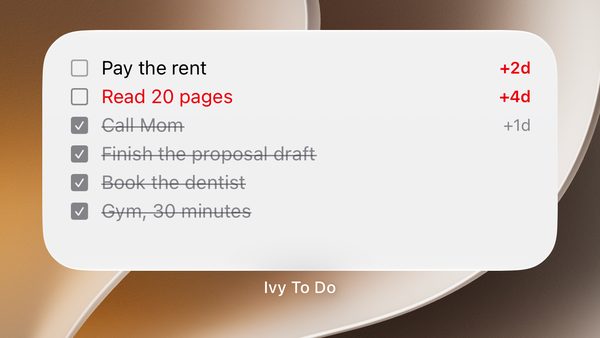 Pay the rent +2d
Read 20 pages +4d
Call Mom +1d
Finish the proposal draft
Book the dentist
Gym, 30 minutes
Ivy To Do